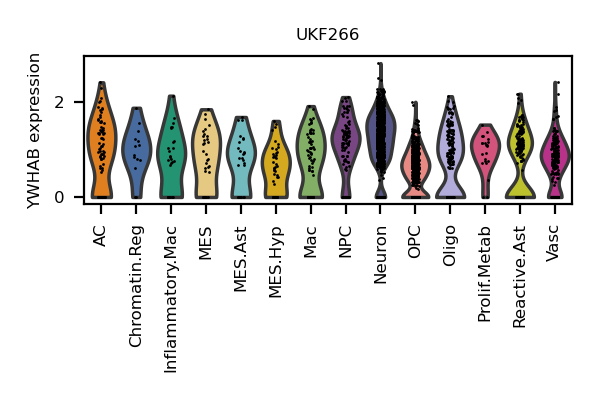 UKF266
YWHAB expression
2
0
AC
Chromatin.Reg
Inflammatory.Mac
MES
MES.Ast
MES.Hyp
Mac
NPC
Neuron
OPC
Oligo
Prolif.Metab
Reactive.Ast
Vasc